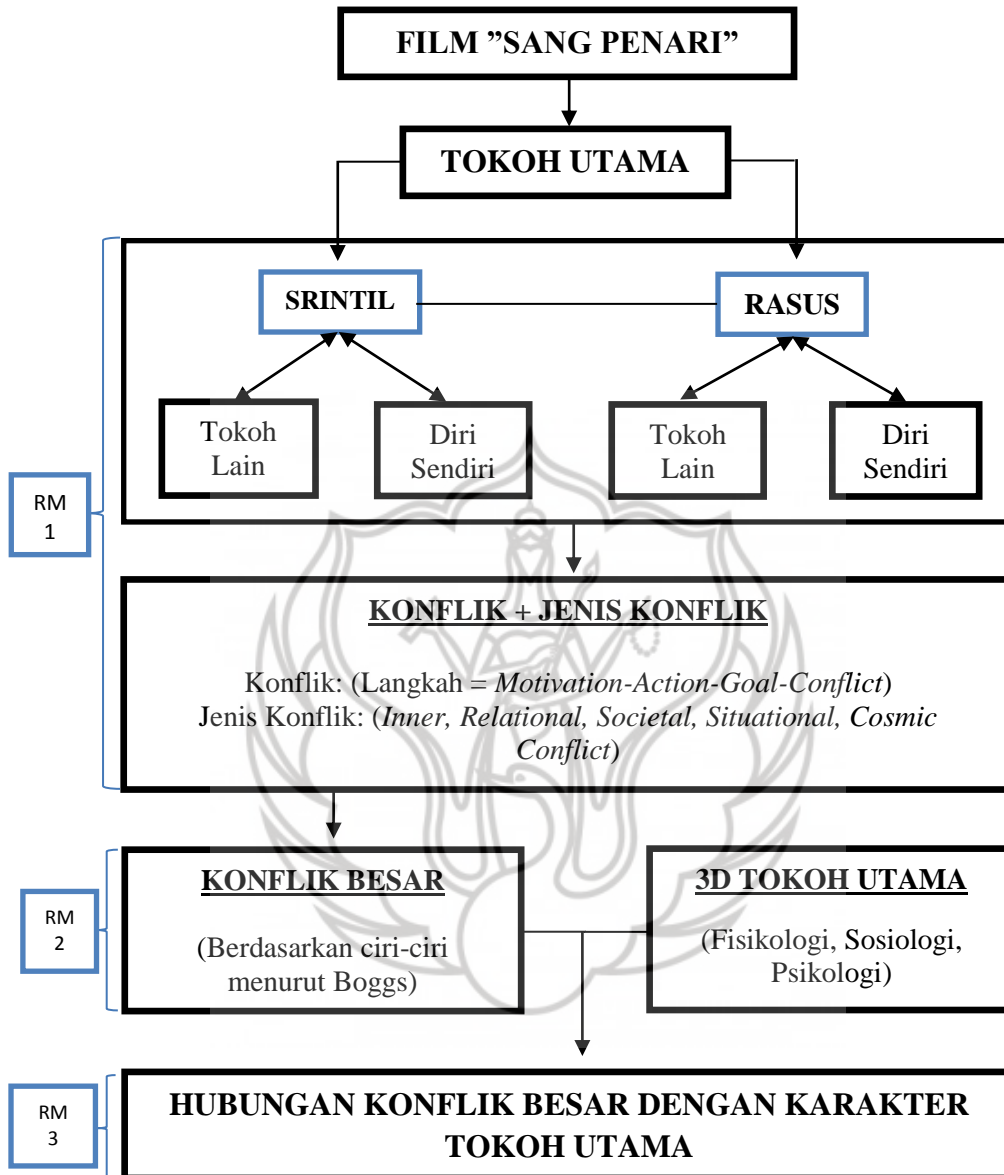 FILM ”SANG PENARI”
TOKOH UTAMA
SRINTIL
RASUS
Tokoh
Lain
Diri
Sendiri
Tokoh
Lain
Diri
Sendiri
RM
1
KONFLIK + JENIS KONFLIK
Konflik: (Langkah = Motivation-Action-Goal-Conflict)
Jenis Konflik: (Inner, Relational, Societal, Situational, Cosmic
Conflict)
RM
2
KONFLIK BESAR
(Berdasarkan ciri-ciri
menurut Boggs)
3D TOKOH UTAMA
(Fisikologi, Sosiologi,
Psikologi)
RM
3
HUBUNGAN KONFLIK BESAR DENGAN KARAKTER
TOKOH UTAMA